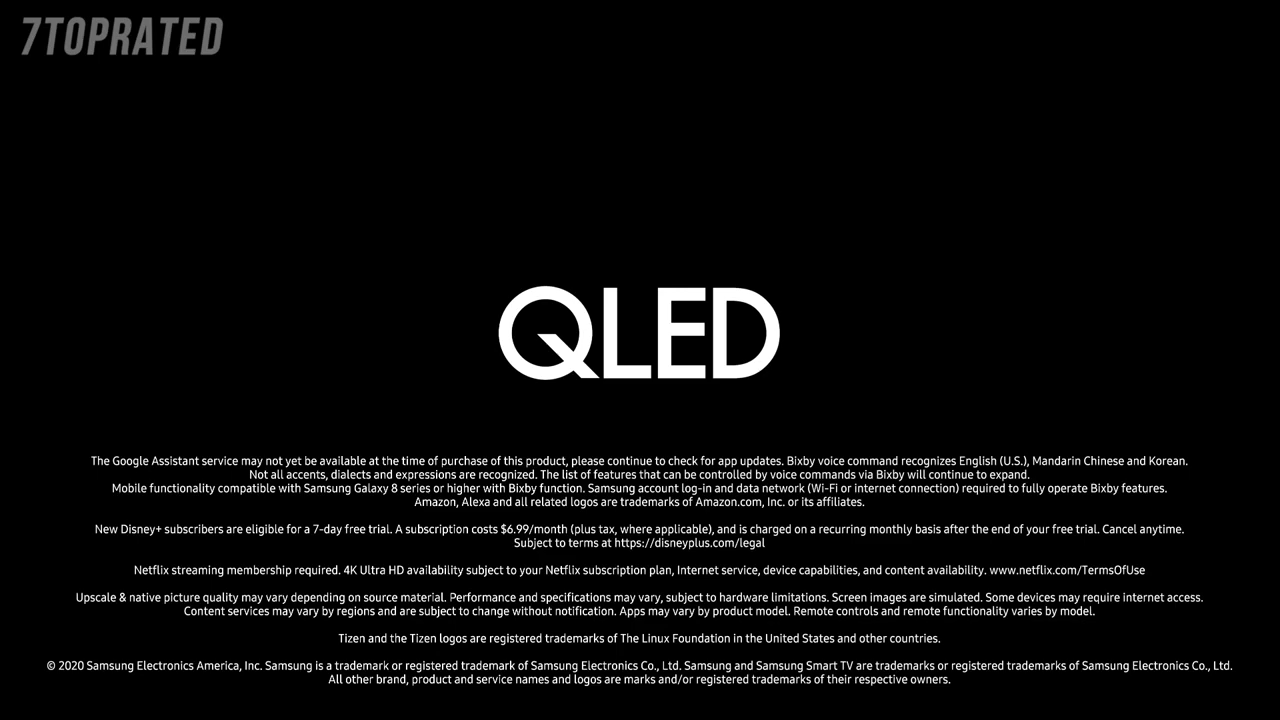 7TOPRATED
QLED
The Google Assistant service may not yet be available at the time of purchase of this product, please continue to check for app updates. Bixby voice command recognizes English (U.S.), Mandarin Chinese and Korean.
Not all accents, dialects and expressions are recognized. The list of features that can be controlled by voice commands via Bixby will continue to expand.
Mobile functionality compatible with Samsung Galaxy 8 series or higher with Bixby function. Samsung account log-in and data network (Wi-Fi or internet connection) required to fully operate Bixby features.
Amazon, Alexa and all related logos are trademarks of Amazon.com, Inc. or its affiliates.
New Disney+ subscribers are eligible for a 7-day free trial. A subscription costs $6.99/month (plus tax, where applicable), and is charged on a recurring monthly basis after the end of your free trial. Cancel anytime.
Subject to terms at https://disneyplus.com/legal
Netflix streaming membership required. 4K Ultra HD availability subject to your Netflix subscription plan, Internet service, device capabilities, and content availability. www.netflix.com/TermsOfUse
Upscale & native picture quality may vary depending on source material. Performance and specifications may vary, subject to hardware limitations. Screen images are simulated. Some devices may require internet access.
Content services may vary by regions and are subject to change without notification. Apps may vary by product model. Remote controls and remote functionality varies by model.
Tizen and the Tizen logos are registered trademarks of The Linux Foundation in the United States and other countries.
© 2020 Samsung Electronics America, Inc. Samsung is a trademark or registered trademark of Samsung Electronics Co., Ltd. Samsung and Samsung Smart TV are trademarks or registered trademarks of Samsung Electronics Co., Ltd.
All other brand, product and service names and logos are marks and/or registered trademarks of their respective owners.